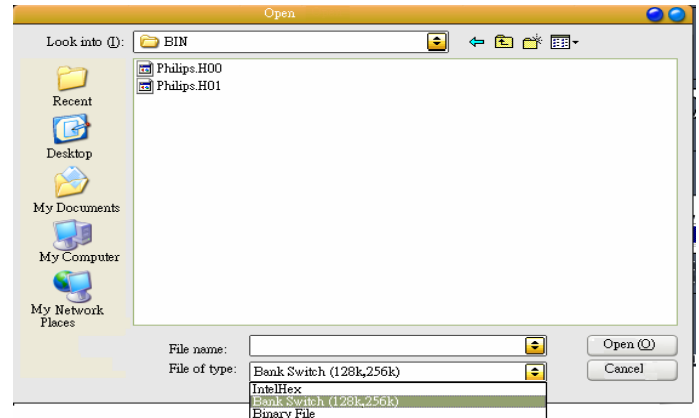 Open
Look into (I):
BIN
Philips.H00
Philips.H01
Recent
Desktop
My Documents
My Computer
My Network
Places
File name:
Open (O)
File of type:
Bank Switch (128k,256k)
Cancel
IntelHex
Bank Switch (128k,256k)
Binary File